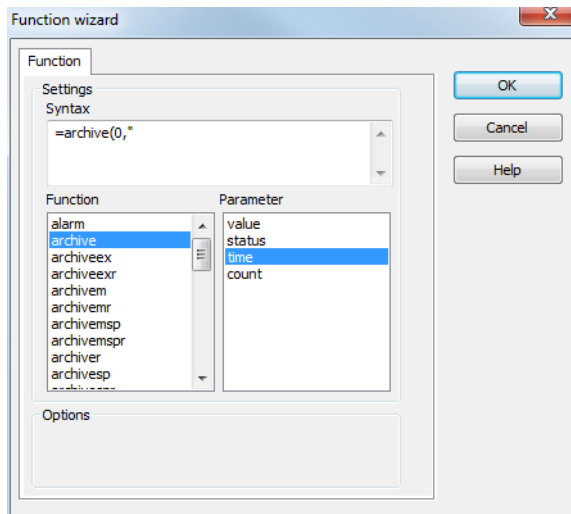 Function wizard
Function
OK
Cancel
Help
Settings
Syntax
=archive(0,"
Function
Parameter
alarm
archive
archiveex
archiveexr
archivem
archivemr
archivemsp
archivemspr
archiver
archivesp
value
status
time
count
Options